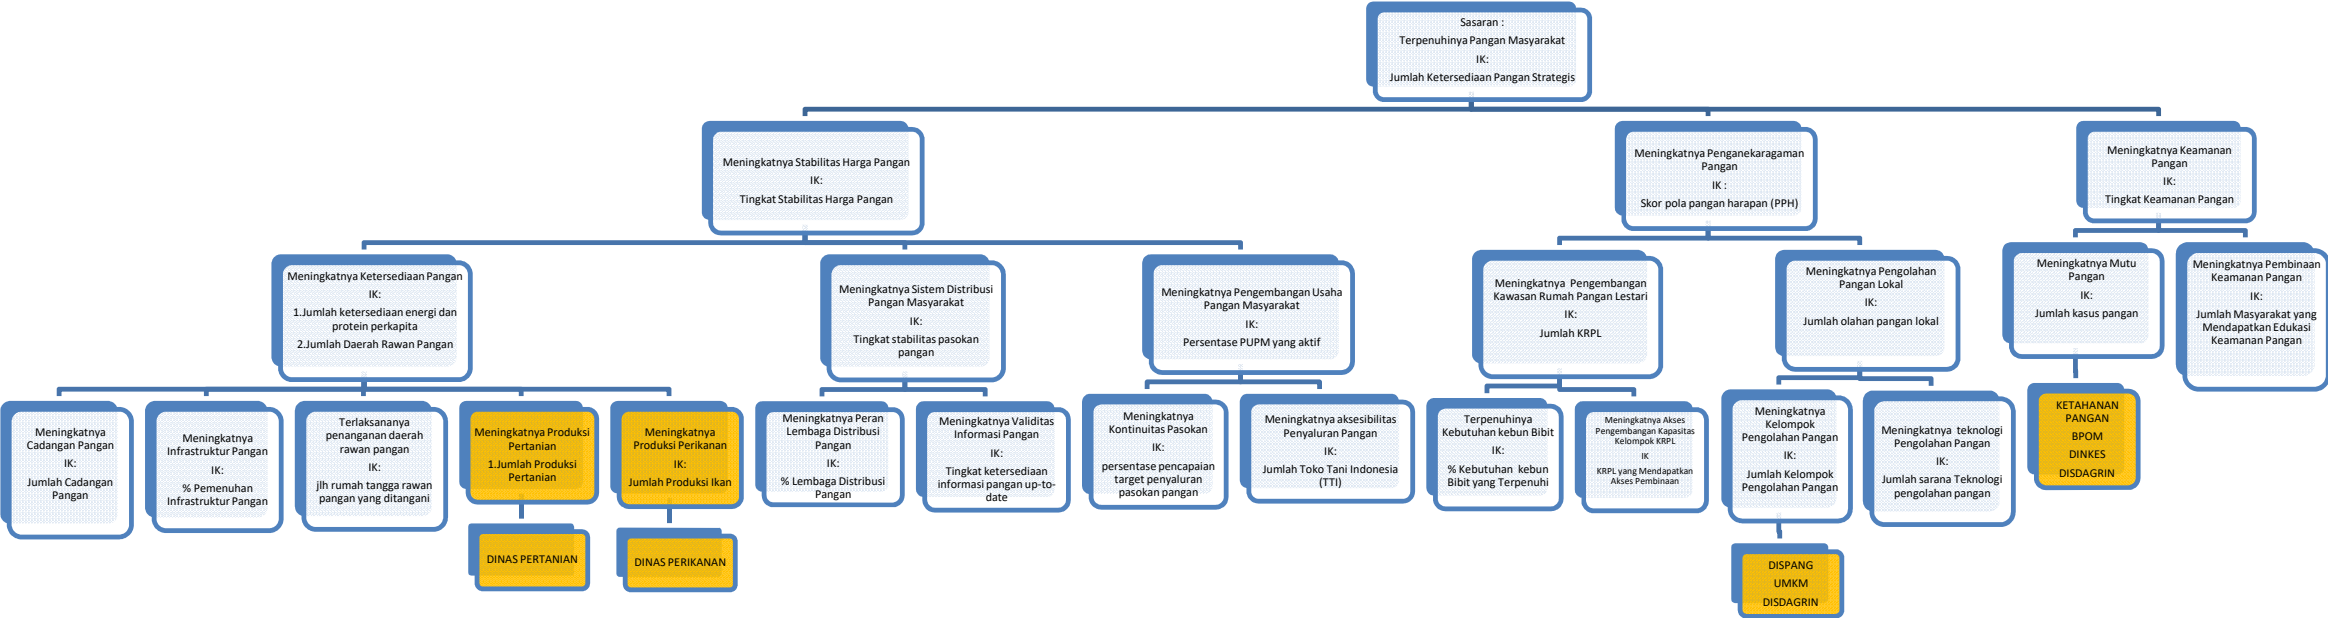 Sasaran :
Terpenuhinya Pangan Masyarakat
IK:
Jumlah Ketersediaan Pangan Strategis
Meningkatnya Stabilitas Harga Pangan
IK:
Tingkat Stabilitas Harga Pangan
Meningkatnya Penganekaragaman
Pangan
IK :
Skor pola pangan harapan (PPH)
Meningkatnya Keamanan
Pangan
IK:
Tingkat Keamanan Pangan
Meningkatnya Ketersediaan Pangan
IK:
1.Jumlah ketersediaan energi dan
protein perkapita
2.Jumlah Daerah Rawan Pangan
Meningkatnya Sistem Distribusi
Pangan Masyarakat
IK:
Tingkat stabilitas pasokan
pangan
Meningkatnya Pengembangan Usaha
Pangan Masyarakat
IK:
Persentase PUPM yang aktif
Meningkatnya Pengembangan
Kawasan Rumah Pangan Lestari
IK:
Jumlah KRPL
Meningkatnya Pengolahan
Pangan Lokal
IK:
Jumlah olahan pangan lokal
Meningkatnya Mutu
Pangan
IK:
Jumlah kasus pangan
Meningkatnya Pembinaan
Keamanan Pangan
IK:
Jumlah Masyarakat yang
Mendapatkan Edukasi
Keamanan Pangan
Meningkatnya
Cadangan Pangan
IK:
Jumlah Cadangan
Pangan
Meningkatnya
Infrastruktur Pangan
IK:
% Pemenuhan
Infrastruktur Pangan
Terlaksananya
penanganan daerah
rawan pangan
IK:
jlh rumah tangga rawan
pangan yang ditangani
Meningkatnya Produksi
Pertanian
1.Jumlah Produksi
Pertanian
Meningkatnya
Produksi Perikanan
IK:
Jumlah Produksi Ikan
Meningkatnya Peran
Lembaga Distribusi
Pangan
IK:
% Lembaga Distribusi
Pangan
Meningkatnya Validitas
Informasi Pangan
IK:
Tingkat ketersediaan
informasi pangan up-to-
date
Meningkatnya
Kontinuitas Pasokan
IK:
persentase pencapaian
target penyaluran
pasokan pangan
Meningkatnya aksesibilitas
Penyaluran Pangan
IK:
Jumlah Toko Tani Indonesia
(TTI)
Terpenuhinya
Kebutuhan kebun Bibit
IK:
% Kebutuhan kebun
Bibit yang Terpenuhi
Meningkatnya Akses
Pengembangan Kapasitas
Kelompok KRPL
IK
KRPL yang Mendapatkan
Akses Pembinaan
Meningkatnya
Kelompok
Pengolahan Pangan
IK:
Jumlah Kelompok
Pengolahan Pangan
Meningkatnya teknologi
Pengolahan Pangan
IK:
Jumlah sarana Teknologi
pengolahan pangan
KETAHANAN
PANGAN
BPOM
DINKES
DISDAGRIN
DINAS PERTANIAN
DINAS PERIKANAN
DISPANG
UMKM
DISDAGRIN